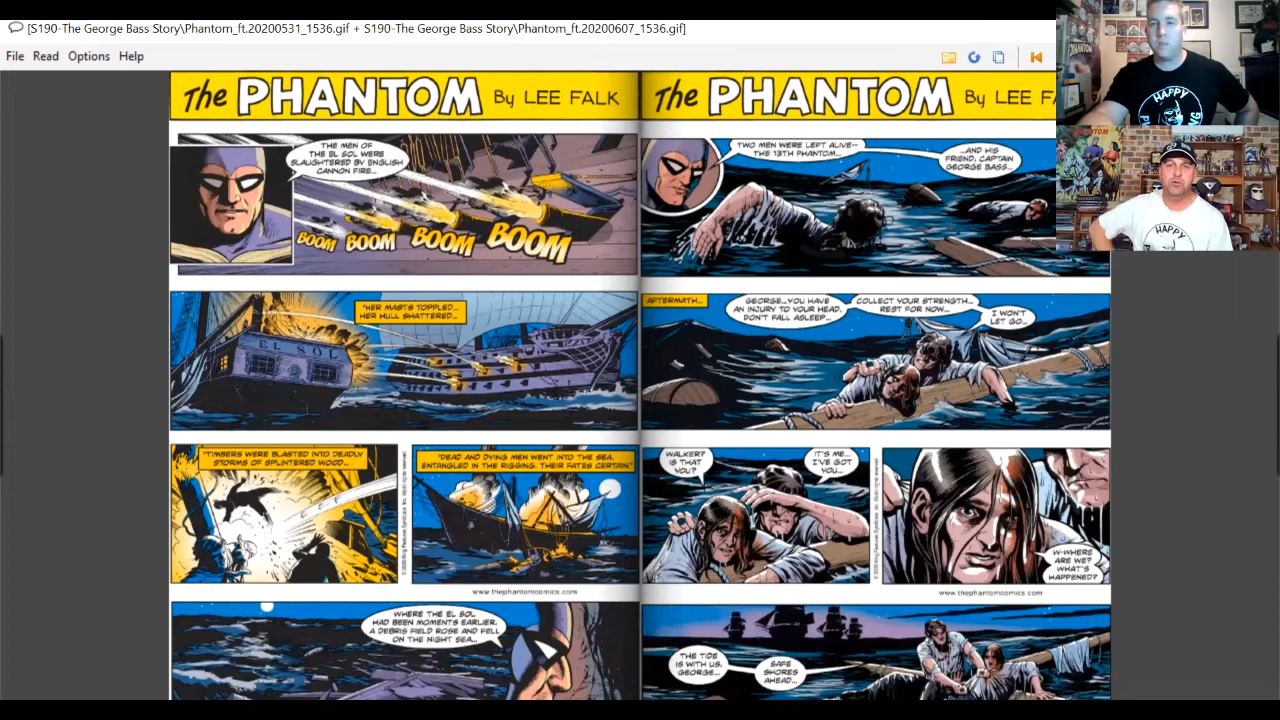 [S190-The George Bass Story\Phantom_ft.20200531_1536.gif + S190-The George Bass Story\Phantom_ft.20200607_1536.gif]
File Read Options Help
The PHANTOM By LEE FALK
THE MEN OF
THE EL SOL WERE
SLAUGHTERED BY ENGLISH
CANNON FIRE...
BOOM BOOM BOOM BOOM
"HER MASTS TOPPLED...
HER HULL SHATTERED...
EL SOL
"TIMBERS WERE BLASTED INTO DEADLY
STORMS OF SPLINTERED WOOD...
"DEAD AND DYING MEN WENT INTO THE SEA,
ENTANGLED IN THE RIGGING, THEIR FATES CERTAIN."
www.thephantomcomics.com
WHERE THE EL SOL
HAD BEEN MOMENTS EARLIER,
A DEBRIS FIELD ROSE AND FELL
ON THE NIGHT SEA...
The PHANTOM By LEE FA
TWO MEN WERE LEFT ALIVE--
THE 13TH PHANTOM...
...AND HIS
FRIEND, CAPTAIN
GEORGE BASS...
AFTERMATH...
GEORGE...YOU HAVE
AN INJURY TO YOUR HEAD.
DON'T FALL ASLEEP...
COLLECT YOUR STRENGTH...
REST FOR NOW...
I WON'T
LET GO...
WALKER?
IS THAT
YOU?
IT'S ME...
I'VE GOT
YOU...
W-WHERE
ARE WE?
WHAT'S
HAPPENED?
www.thephantomcomics.com
THE TIDE
IS WITH US,
GEORGE...
SAFE
SHORES
AHEAD...
HAPPY
HAPPY